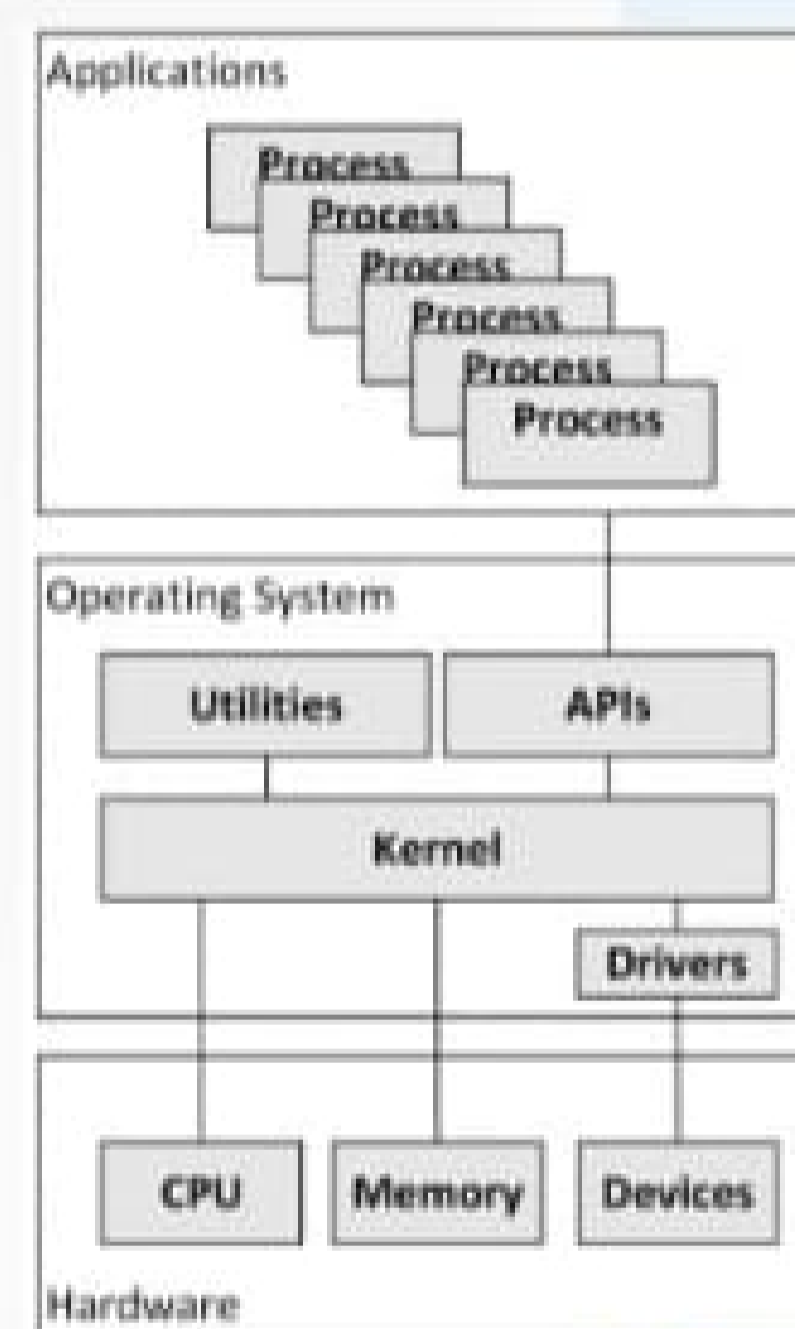 Applications
Process
Process
Process
Process
Process
Process
Operating System
Utilities APIs
Kernel
Drivers
CPU Memory Devices
Hardware